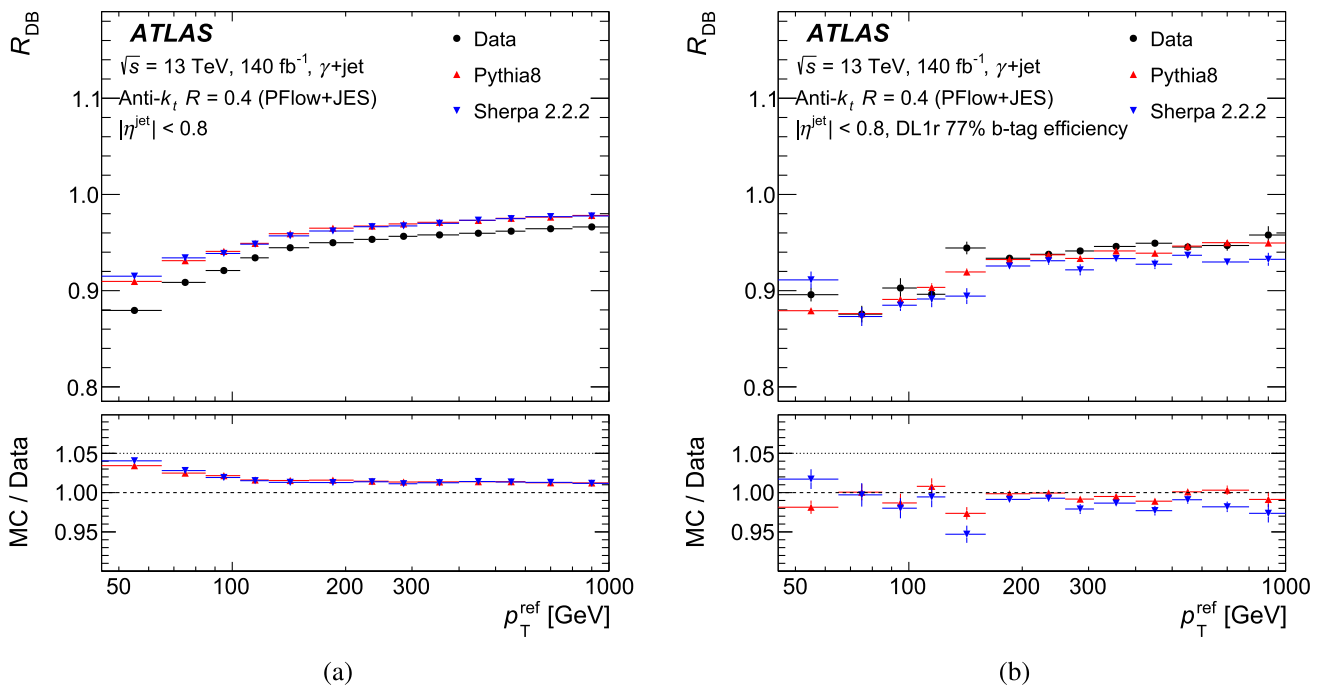 R_DB
ATLAS
√s = 13 TeV, 140 fb⁻¹, γ+jet
Anti-k_t R = 0.4 (PFlow+JES)
|η^jet| < 0.8
Data
Pythia8
Sherpa 2.2.2
1.1
1.0
0.9
0.8
MC / Data
1.05
1.00
0.95
50 100 200 300 1000
p_T^ref [GeV]
(a)
R_DB
ATLAS
√s = 13 TeV, 140 fb⁻¹, γ+jet
Anti-k_t R = 0.4 (PFlow+JES)
|η^jet| < 0.8, DL1r 77% b-tag efficiency
Data
Pythia8
Sherpa 2.2.2
1.1
1.0
0.9
0.8
MC / Data
1.05
1.00
0.95
50 100 200 300 1000
p_T^ref [GeV]
(b)